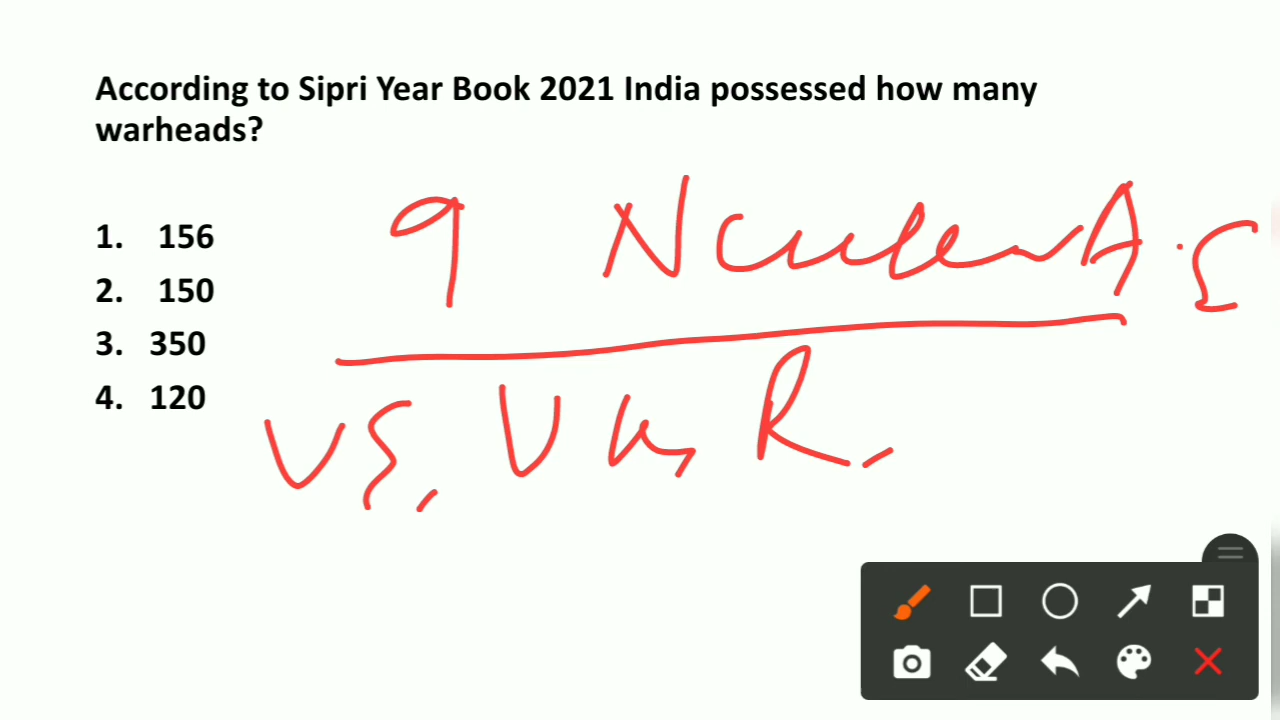 According to Sipri Year Book 2021 India possessed how many
warheads?
9 Nculear A. S
1. 156
2. 150
3. 350
4. 120
US, UK, R,